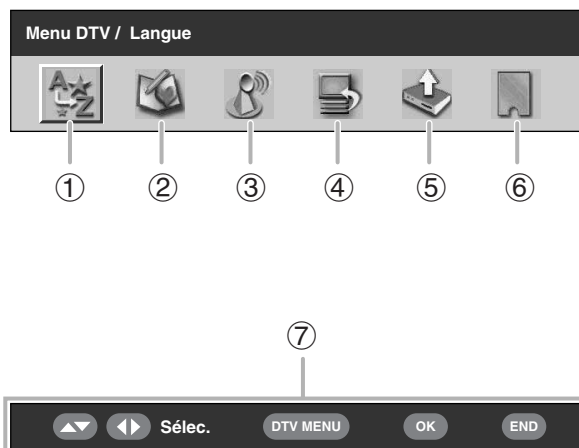 Menu DTV / Langue
① ② ③ ④ ⑤ ⑥
⑦
Sélec. DTV MENU OK END